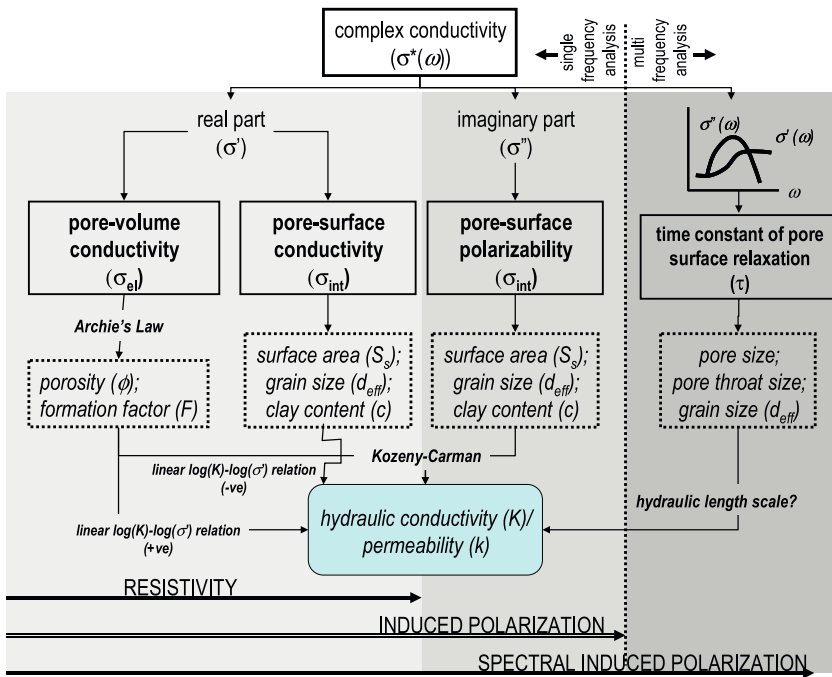 complex conductivity
(σ*(ω))
single
frequency
analysis
multi
frequency
analysis
real part
(σ')
imaginary part
(σ")
σ"(ω)
σ'(ω)
ω
pore-volume
conductivity
(σel)
pore-surface
conductivity
(σint)
pore-surface
polarizability
(σint)
time constant of pore
surface relaxation
(τ)
Archie's Law
porosity (ϕ);
formation factor (F)
surface area (Ss);
grain size (deff);
clay content (c)
surface area (Ss);
grain size (deff);
clay content (c)
pore size;
pore throat size;
grain size (deff)
linear log(K)-log(σ') relation
(-ve)
Kozeny-Carman
hydraulic conductivity (K)/
permeability (k)
hydraulic length scale?
linear log(K)-log(σ') relation
(+ve)
RESISTIVITY
INDUCED POLARIZATION
SPECTRAL INDUCED POLARIZATION